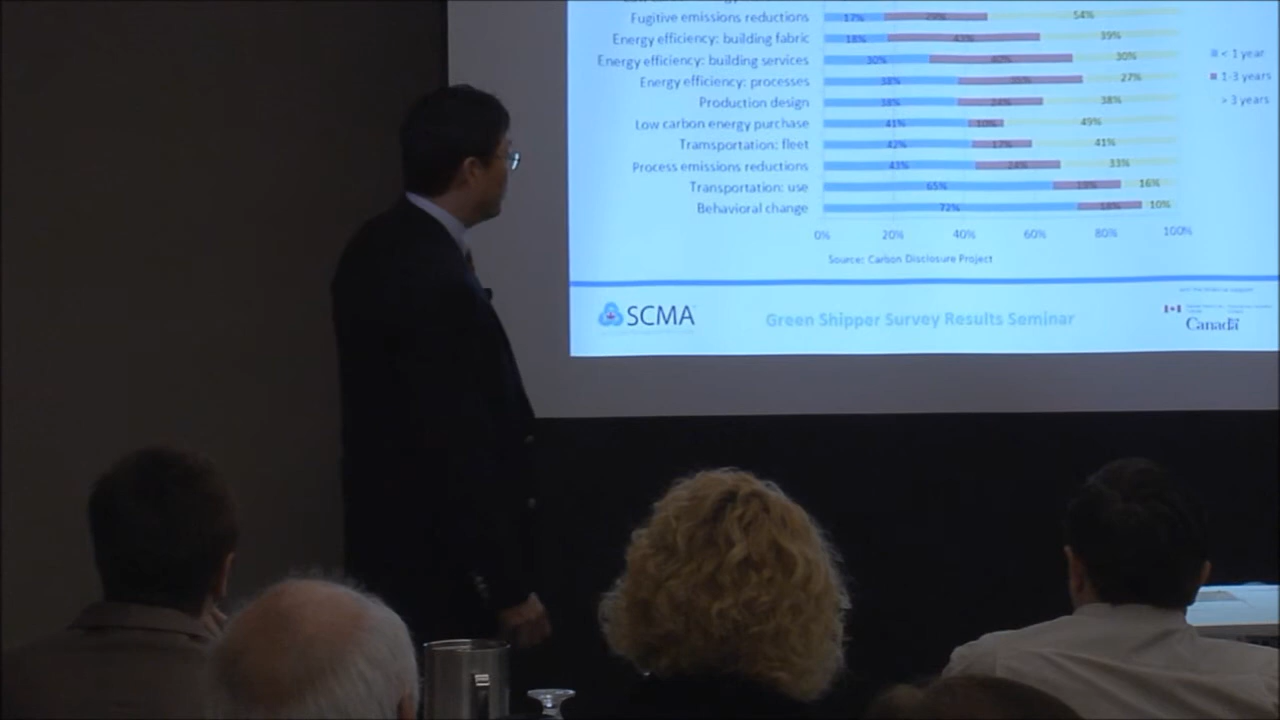 Fugitive emissions reductions 17% 29% 54%
Energy efficiency: building fabric 18% 43% 39%
Energy efficiency: building services 30% 40% 30%
Energy efficiency: processes 38% 35% 27%
Production design 38% 24% 38%
Low carbon energy purchase 41% 10% 49%
Tramsportation: fleet 42% 17% 41%
Process emissions reductions 43% 24% 33%
Transportation: use 65% 19% 16%
Behavioral change 72% 18% 10%
0% 20% 40% 60% 80% 100%
< 1 year
1-3 years
> 3 years
Source: Carbon Disclosure Project
SCMA
Green Shipper Survey Results Seminar
Canada